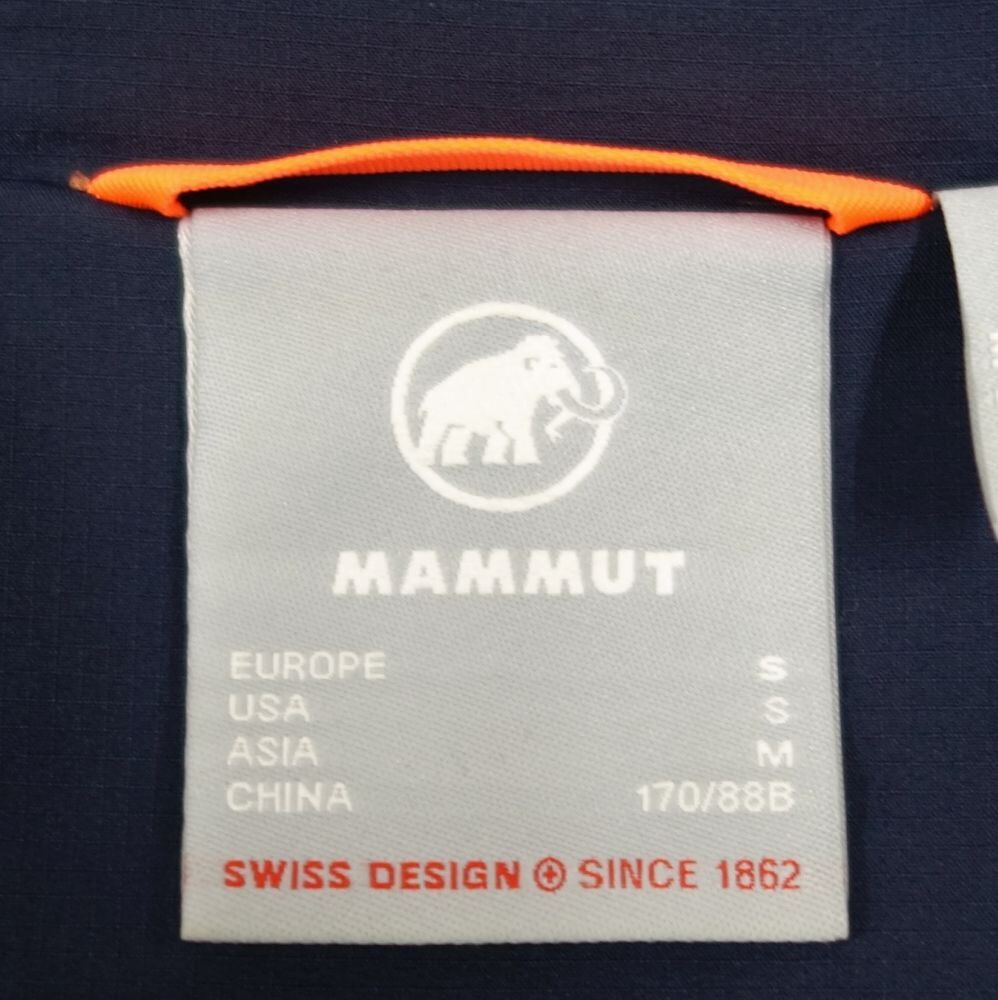 MAMMUT
EUROPE S
USA S
ASIA M
CHINA 170/88B
SWISS DESIGN SINCE 1862